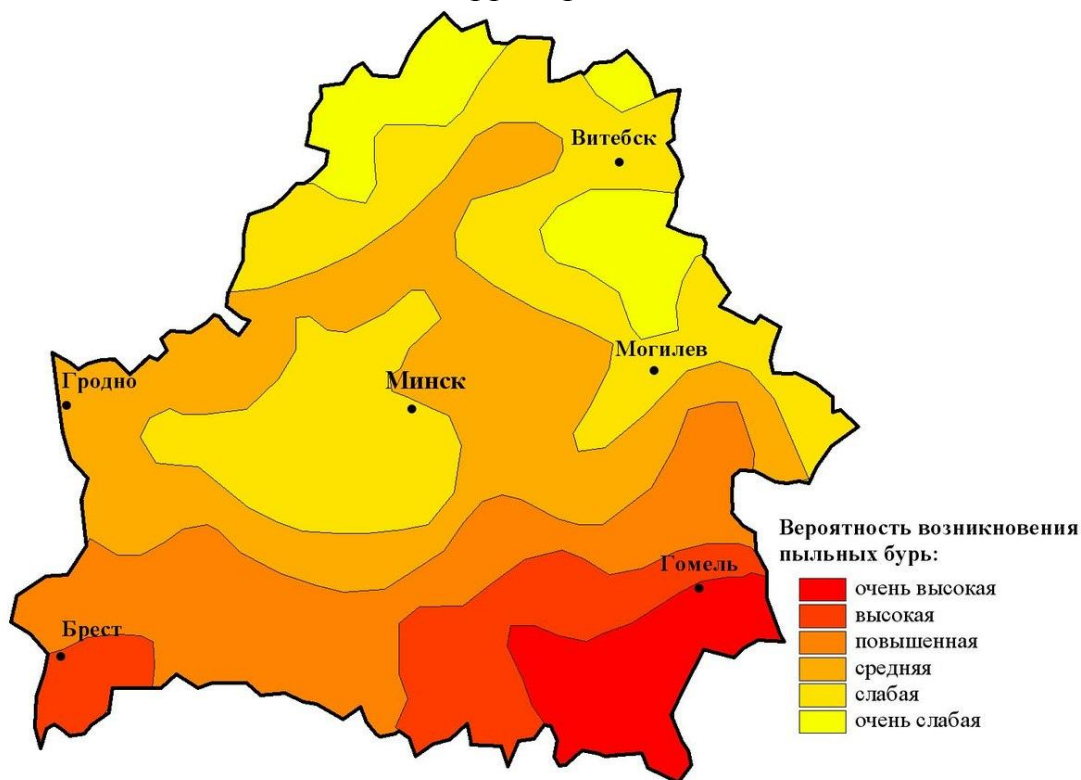 Витебск
Могилев
Гродно
Минск
Вероятность возникновения
пыльных бурь:
Гомель
очень высокая
высокая
Брест
повышенная
средняя
слабая
очень слабая